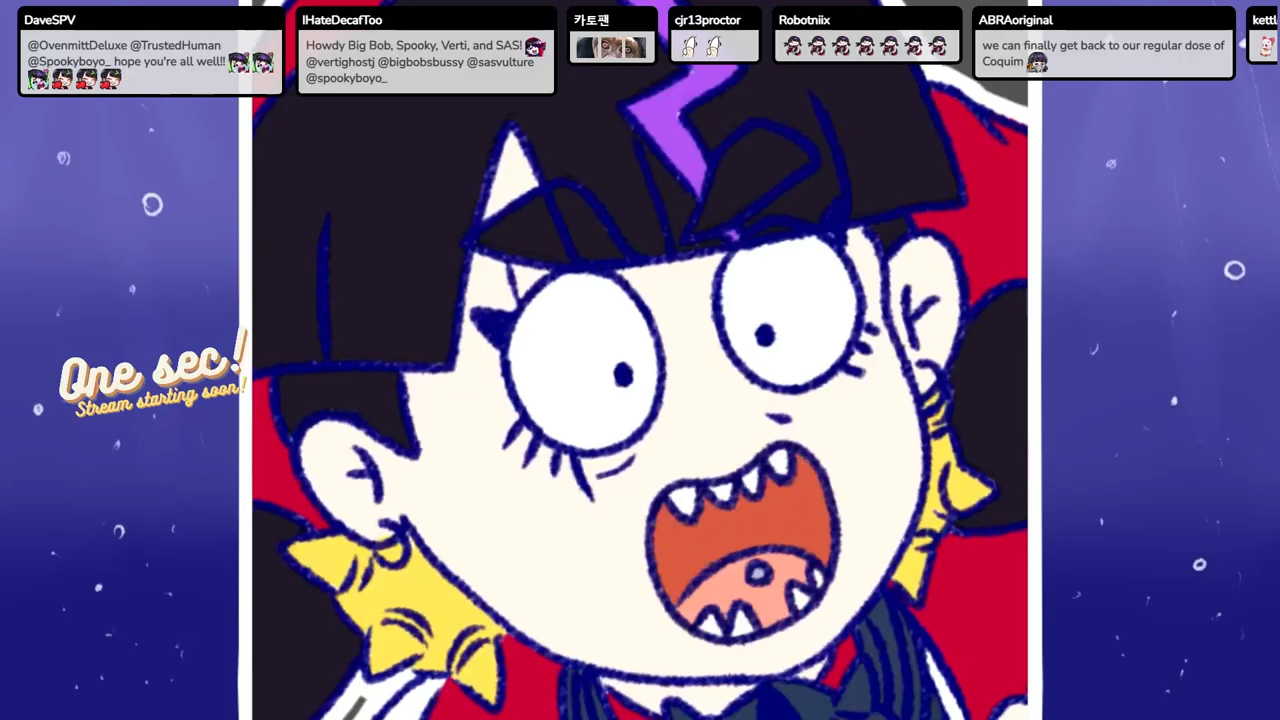 DaveSPV
@OvenmittDeluxe @TrustedHuman
@Spookyboyo_ hope you're all well!!
IHateDecafToo
Howdy Big Bob, Spooky, Verti, and SAS!
@vertighostj @bigbobsbussy @sasvulture
@spookyboyo_
카토팬
cjr13proctor
Robotniix
ABRAoriginal
we can finally get back to our regular dose of
Coquim
kettl
One sec!
Stream starting soon!